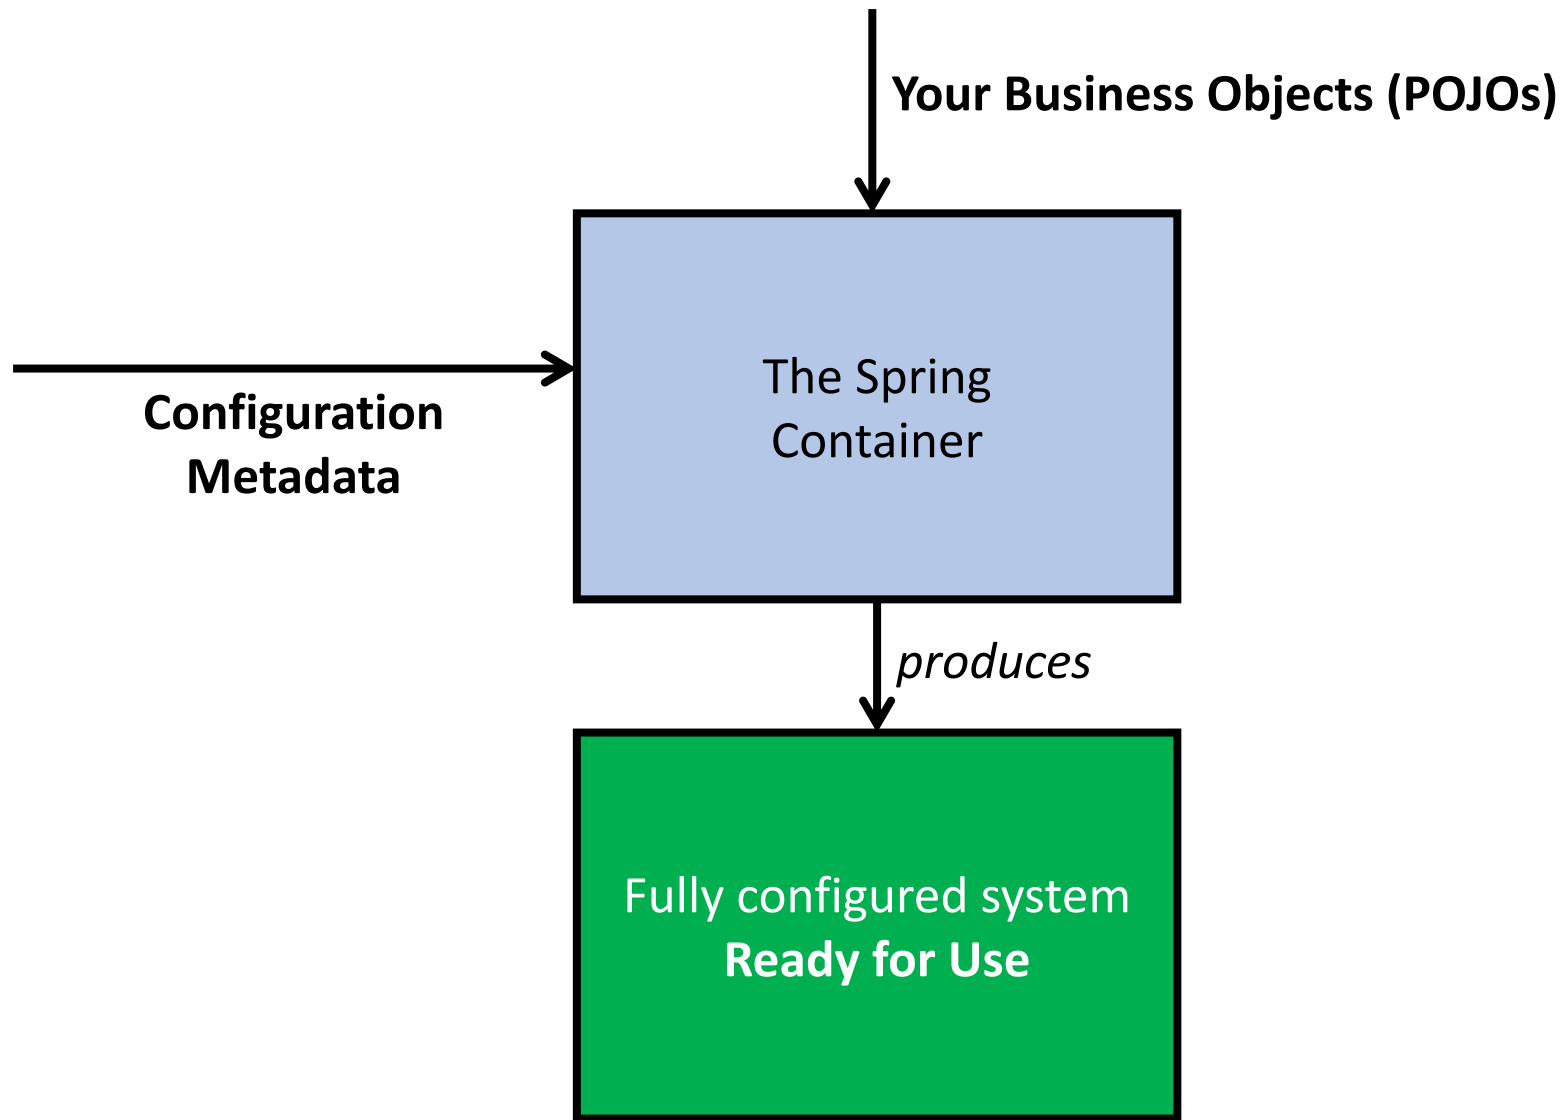 Your Business Objects (POJOs)
Configuration
Metadata
The Spring
Container
produces
Fully configured system
Ready for Use